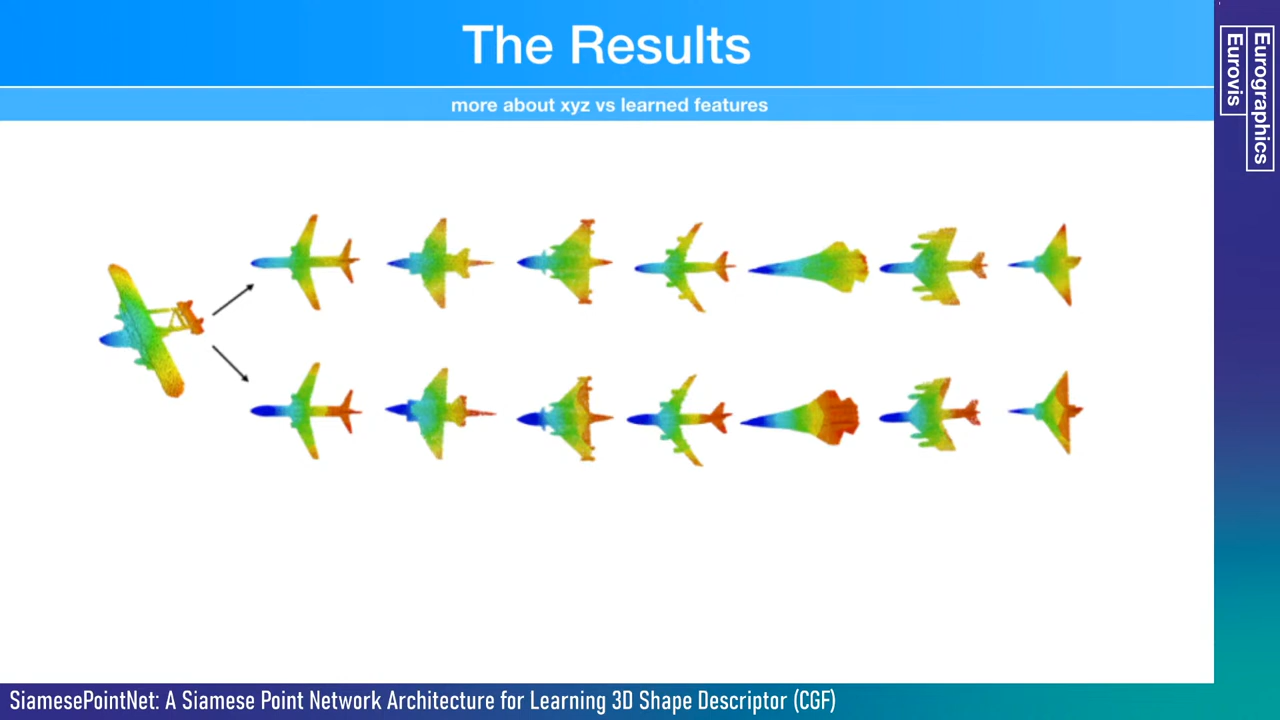 The Results
more about xyz vs learned features
Eurographics
Eurovis
SiamesePointNet: A Siamese Point Network Architecture for Learning 3D Shape Descriptor (CGF)